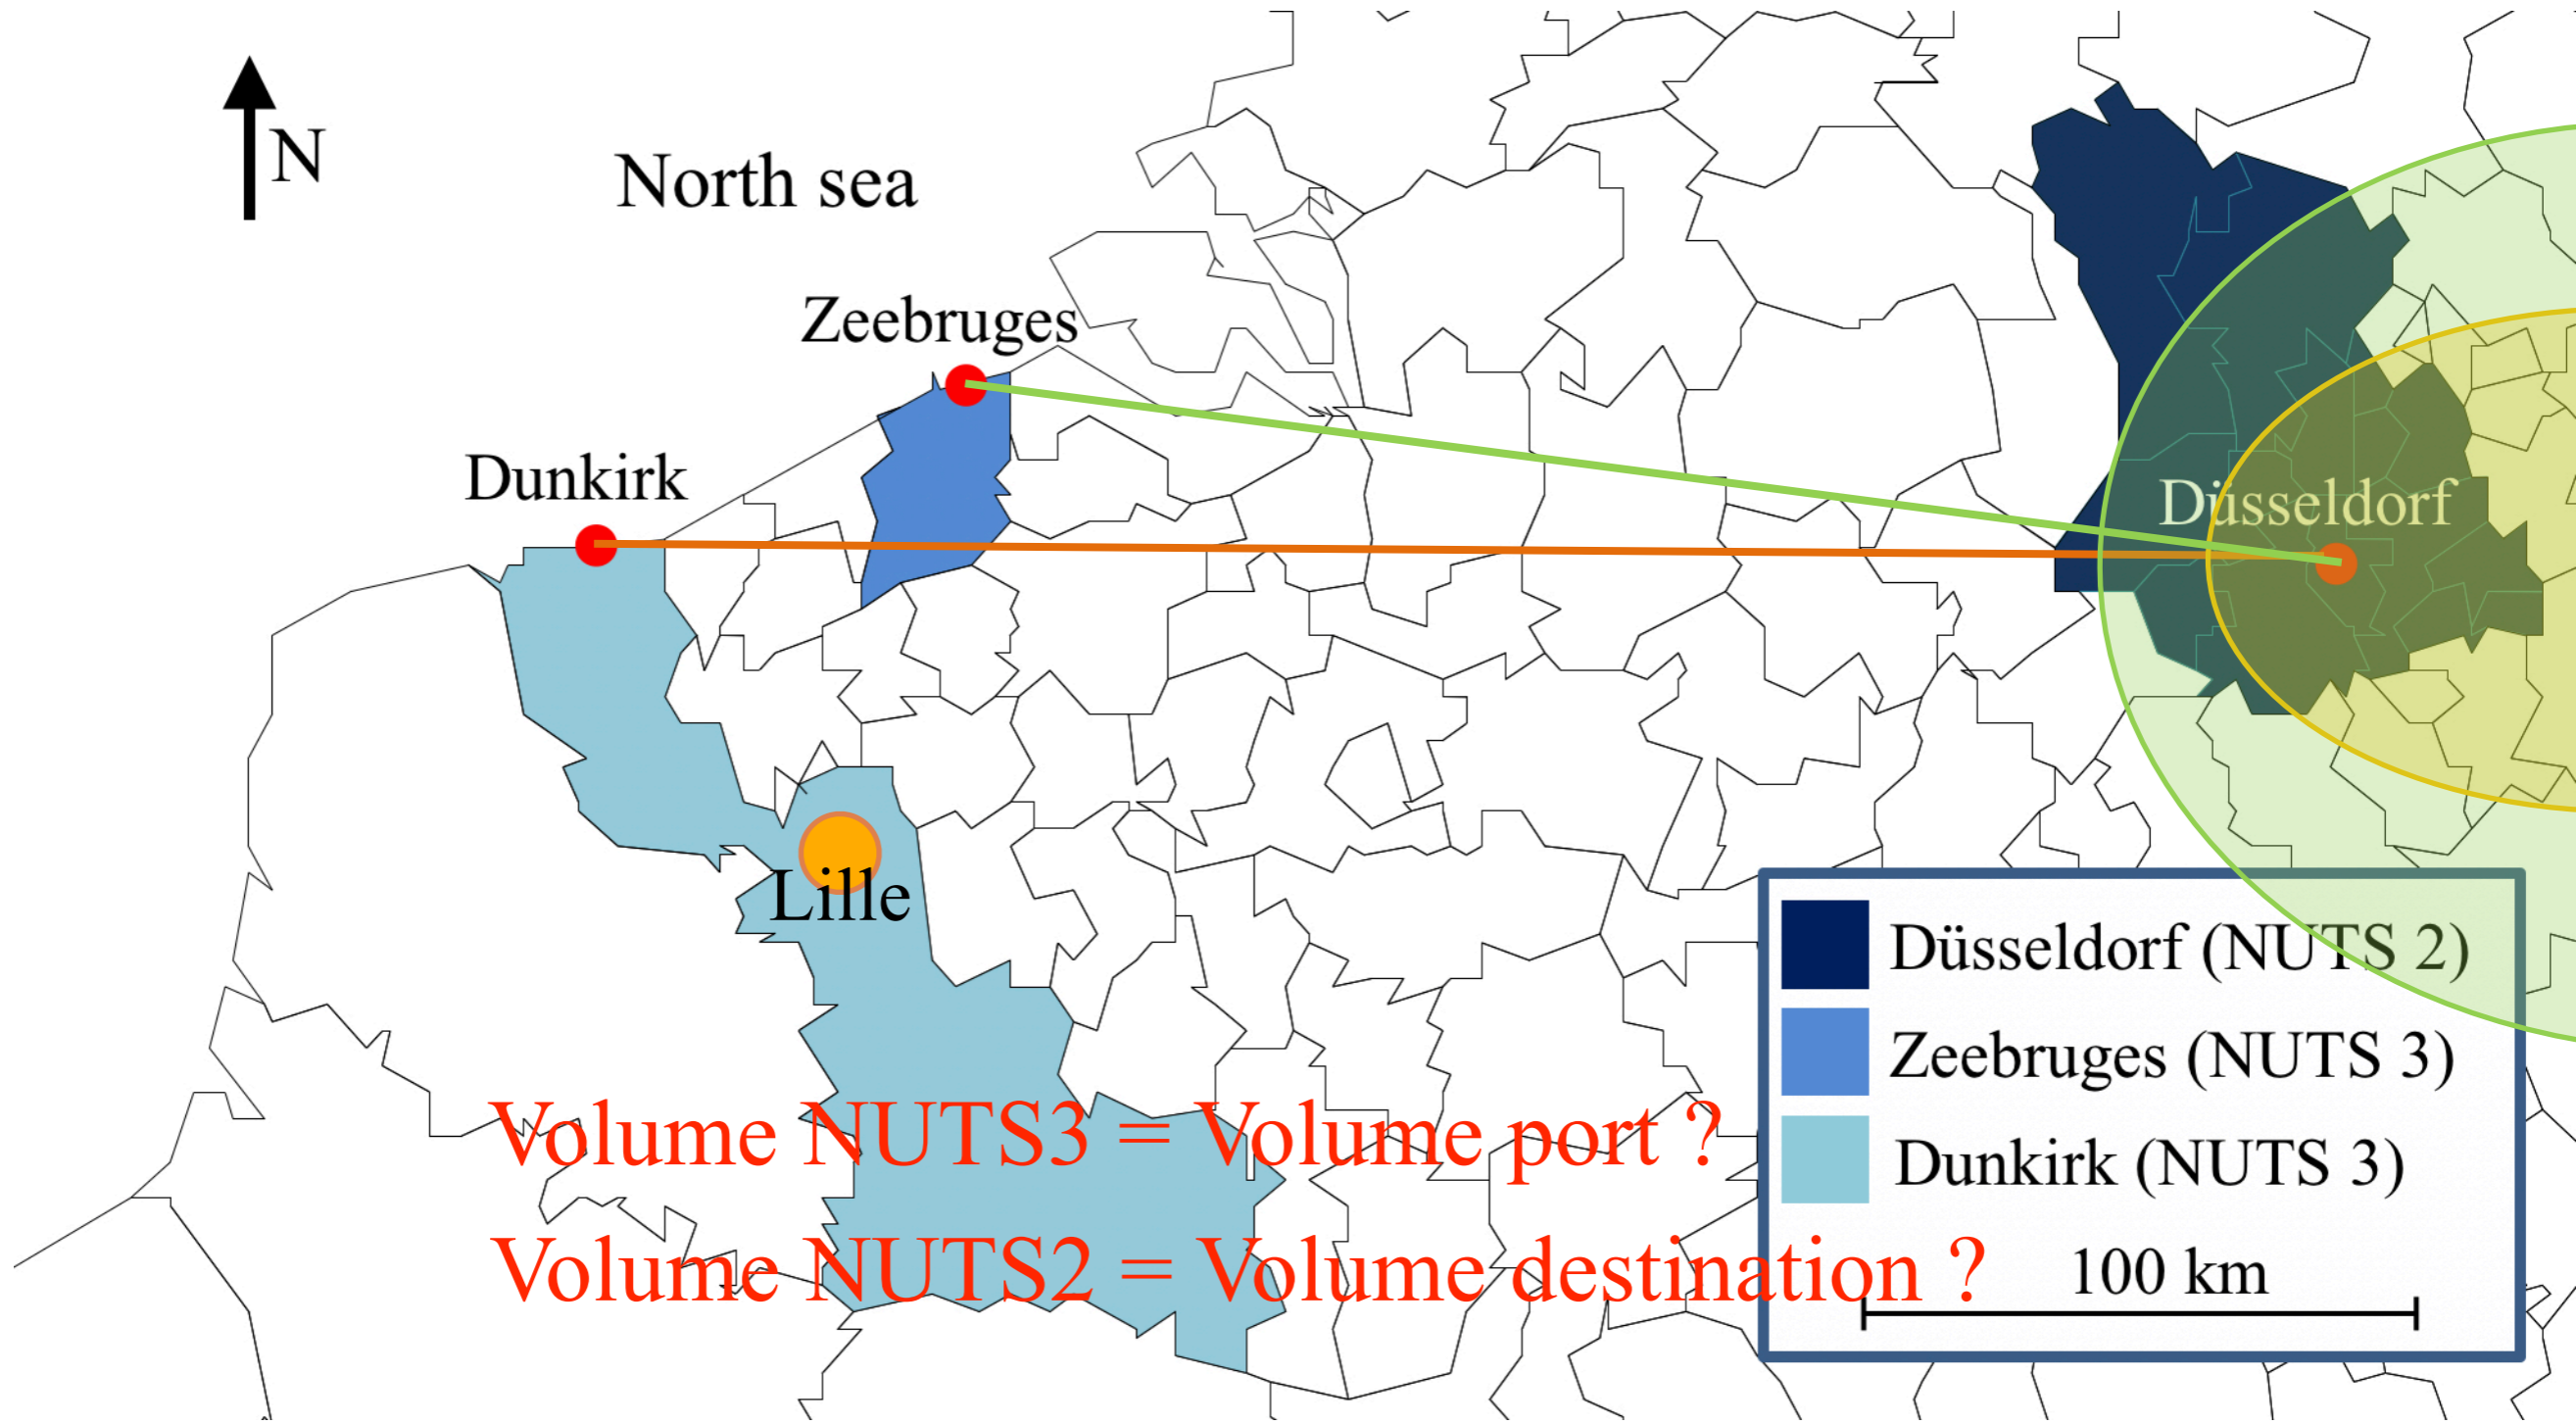 N
North sea
Zeebruges
Dunkirk
Düsseldorf
Lille
Düsseldorf (NUTS 2)
Zeebruges (NUTS 3)
Dunkirk (NUTS 3)
100 km
Volume NUTS3 = Volume port ?
Volume NUTS2 = Volume destination ?